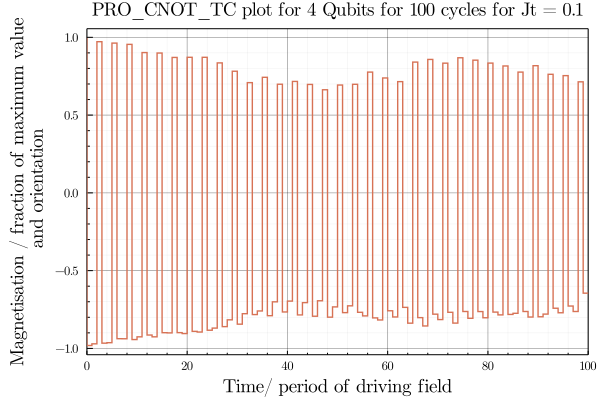 PRO_CNOT_TC plot for 4 Qubits for 100 cycles for Jt = 0.1
Magnetisation / fraction of maximum value
and orientation
1.0
0.5
0.0
−0.5
−1.0
0 20 40 60 80 100
Time/ period of driving field